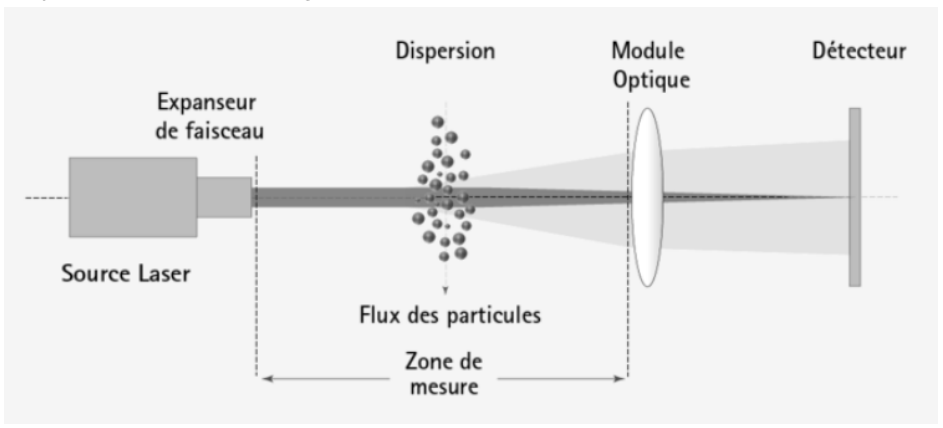 Dispersion
Module
Optique
Détecteur
Expanseur
de faisceau
Source Laser
Flux des particules
Zone de
mesure